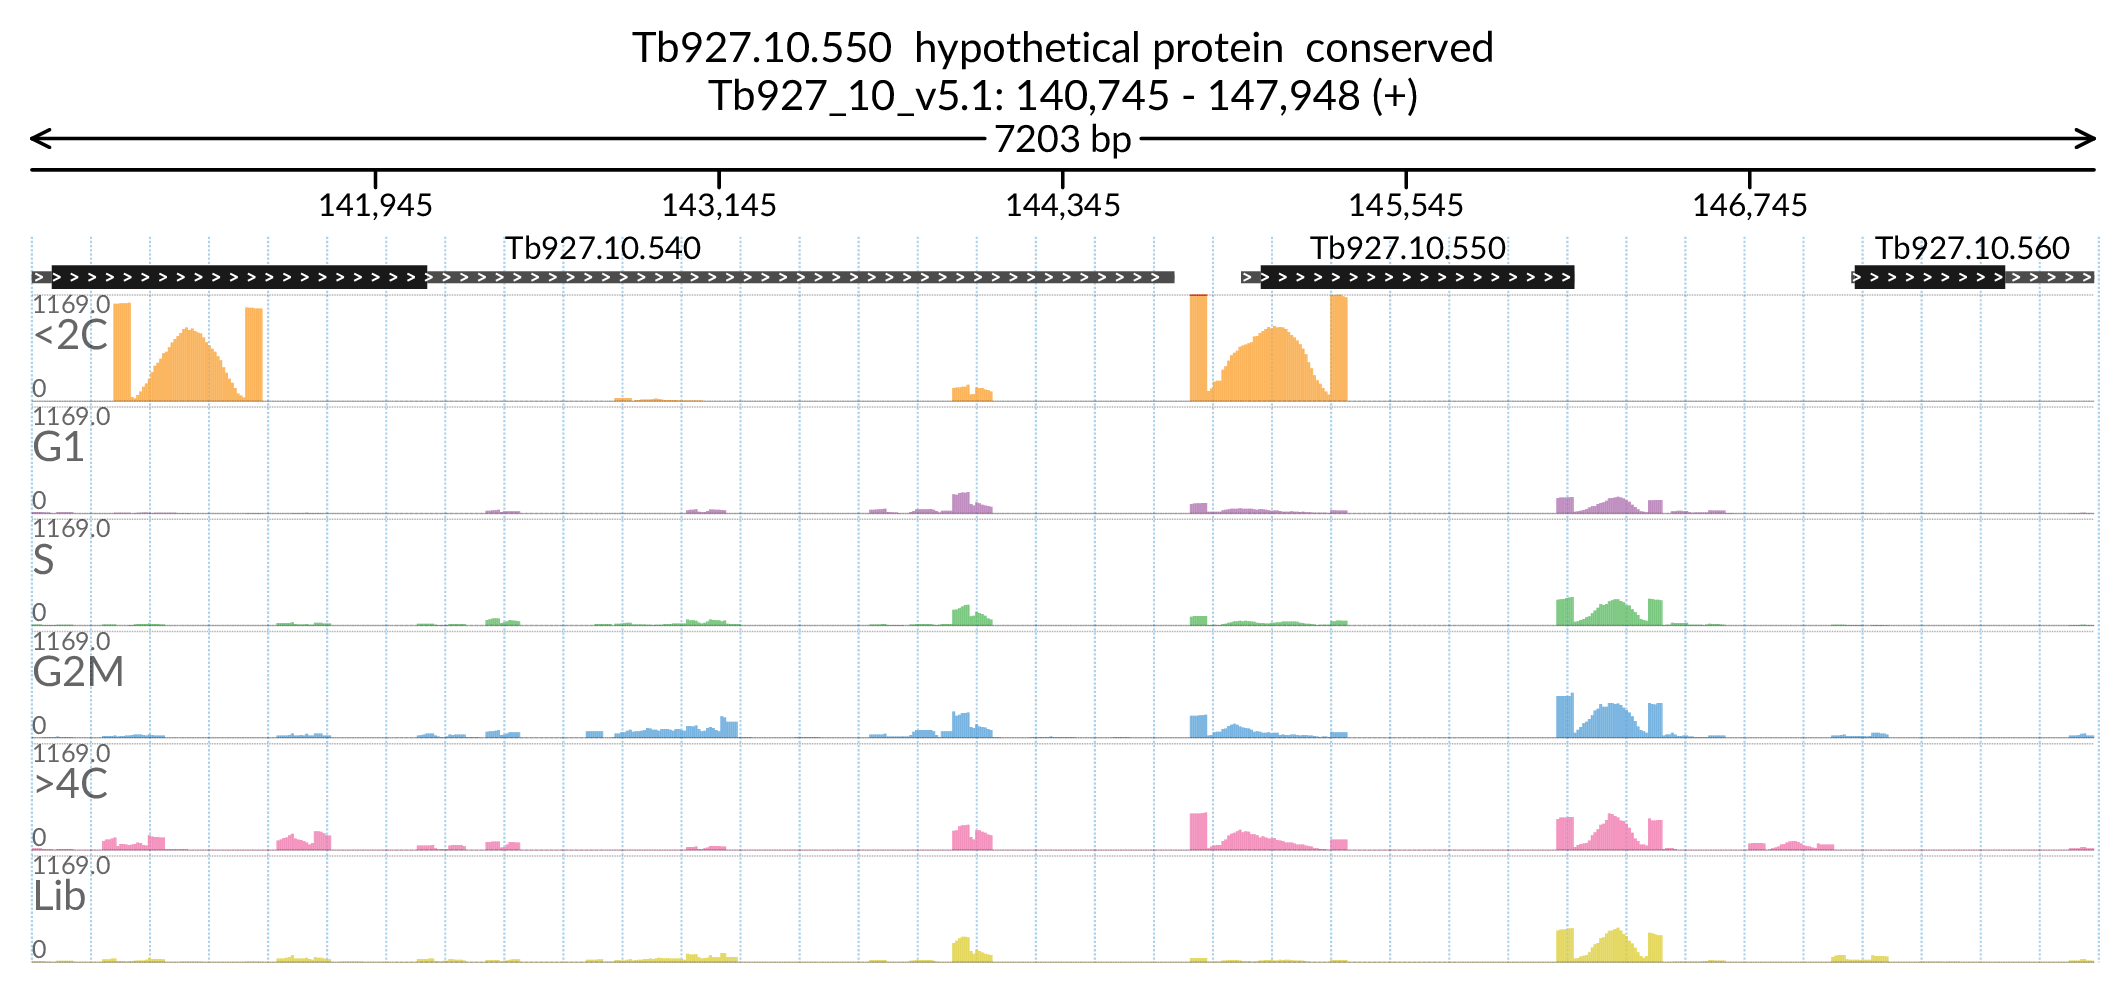 Tb927.10.550  hypothetical protein  conserved
Tb927_10_v5.1: 140,745 - 147,948 (+)
7203 bp
141,945 143,145 144,345 145,545 146,745
Tb927.10.540 Tb927.10.550 Tb927.10.560
1169.0
<2C
0
1169.0
G1
0
1169.0
S
0
1169.0
G2M
0
1169.0
>4C
0
1169.0
Lib
0